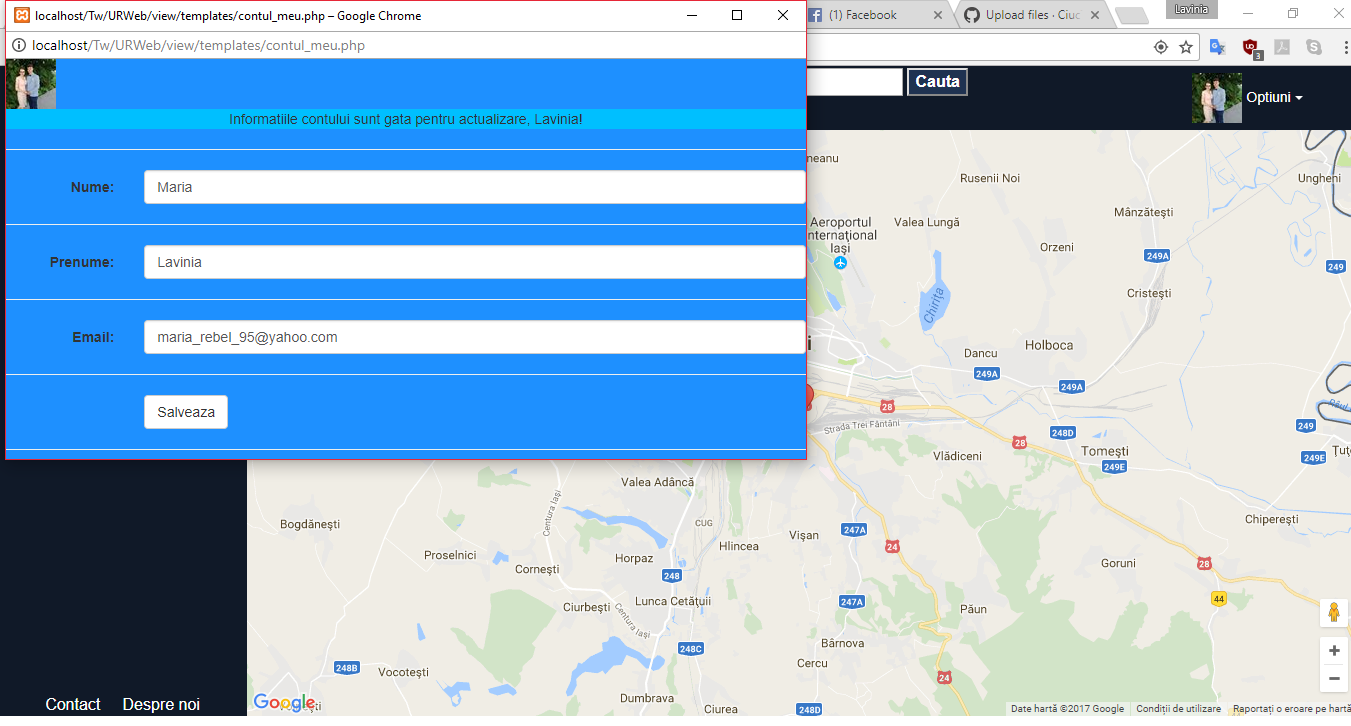 localhost/Tw/URWeb/view/templates/contul_meu.php – Google Chrome
(1) Facebook
Upload files · Ciuc
Lavinia
localhost/Tw/URWeb/view/templates/contul_meu.php
3
Cauta
Optiuni
Informatiile contului sunt gata pentru actualizare, Lavinia!
Nume: Maria
Prenume: Lavinia
Email: maria_rebel_95@yahoo.com
Salveaza
neanu
Rusenii Noi
Ungheni
Mânzătești
Aeroportul
Internațional
Iași
Valea Lungă
Orzeni
249A
249
Chirița
Cristești
i
Dancu
Holboca
249A
249A
28
Strada Trei Fântâni
28
248D
249
Vlădiceni
Tomești
249E
249E
Valea Adâncă
Centura Iași
CUG
Bogdănești
Chiperești
247A
Vișan
24
Hlincea
Proselnici
Cornești
Horpaz
248
Goruni
28
44
Ciurbești
Centura Iași
Lunca Cetățuii
247A
Păun
248C
Bârnova
248B
Vocotești
Cercu
24
Dumbrava
Ciurea
248D
Contact
Despre noi
Google
Date hartă ©2017 Google
Condiții de utilizare
Raportați o eroare pe hartă